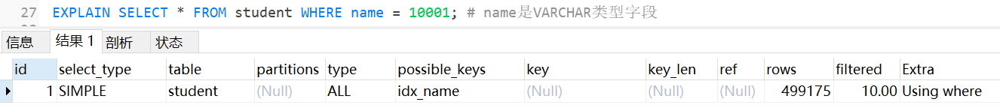 27 EXPLAIN SELECT * FROM student WHERE name = 10001; # name是VARCHAR类型字段
信息 结果 1 剖析 状态
id select_type table partitions type possible_keys key key_len ref rows filtered Extra
1 SIMPLE student (Null) ALL idx_name (Null) (Null) (Null) 499175 10.00 Using where